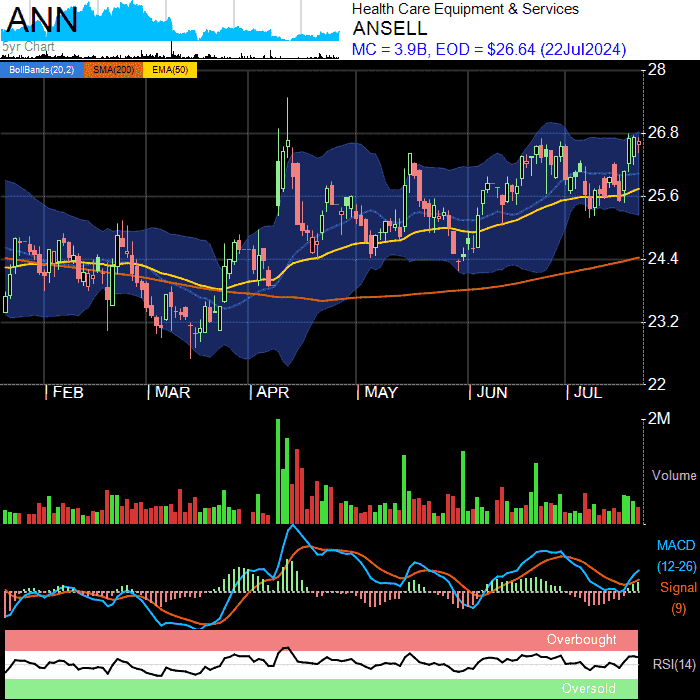 ANN
Health Care Equipment & Services
ANSELL
MC = 3.9B, EOD = $26.64 (22Jul2024)
5yr Chart
BollBands(20,2) SMA(200) EMA(50)
28
26.8
25.6
24.4
23.2
22
FEB MAR APR MAY JUN JUL
2M
Volume
MACD
(12-26)
Signal
(9)
Overbought
RSI(14)
Oversold